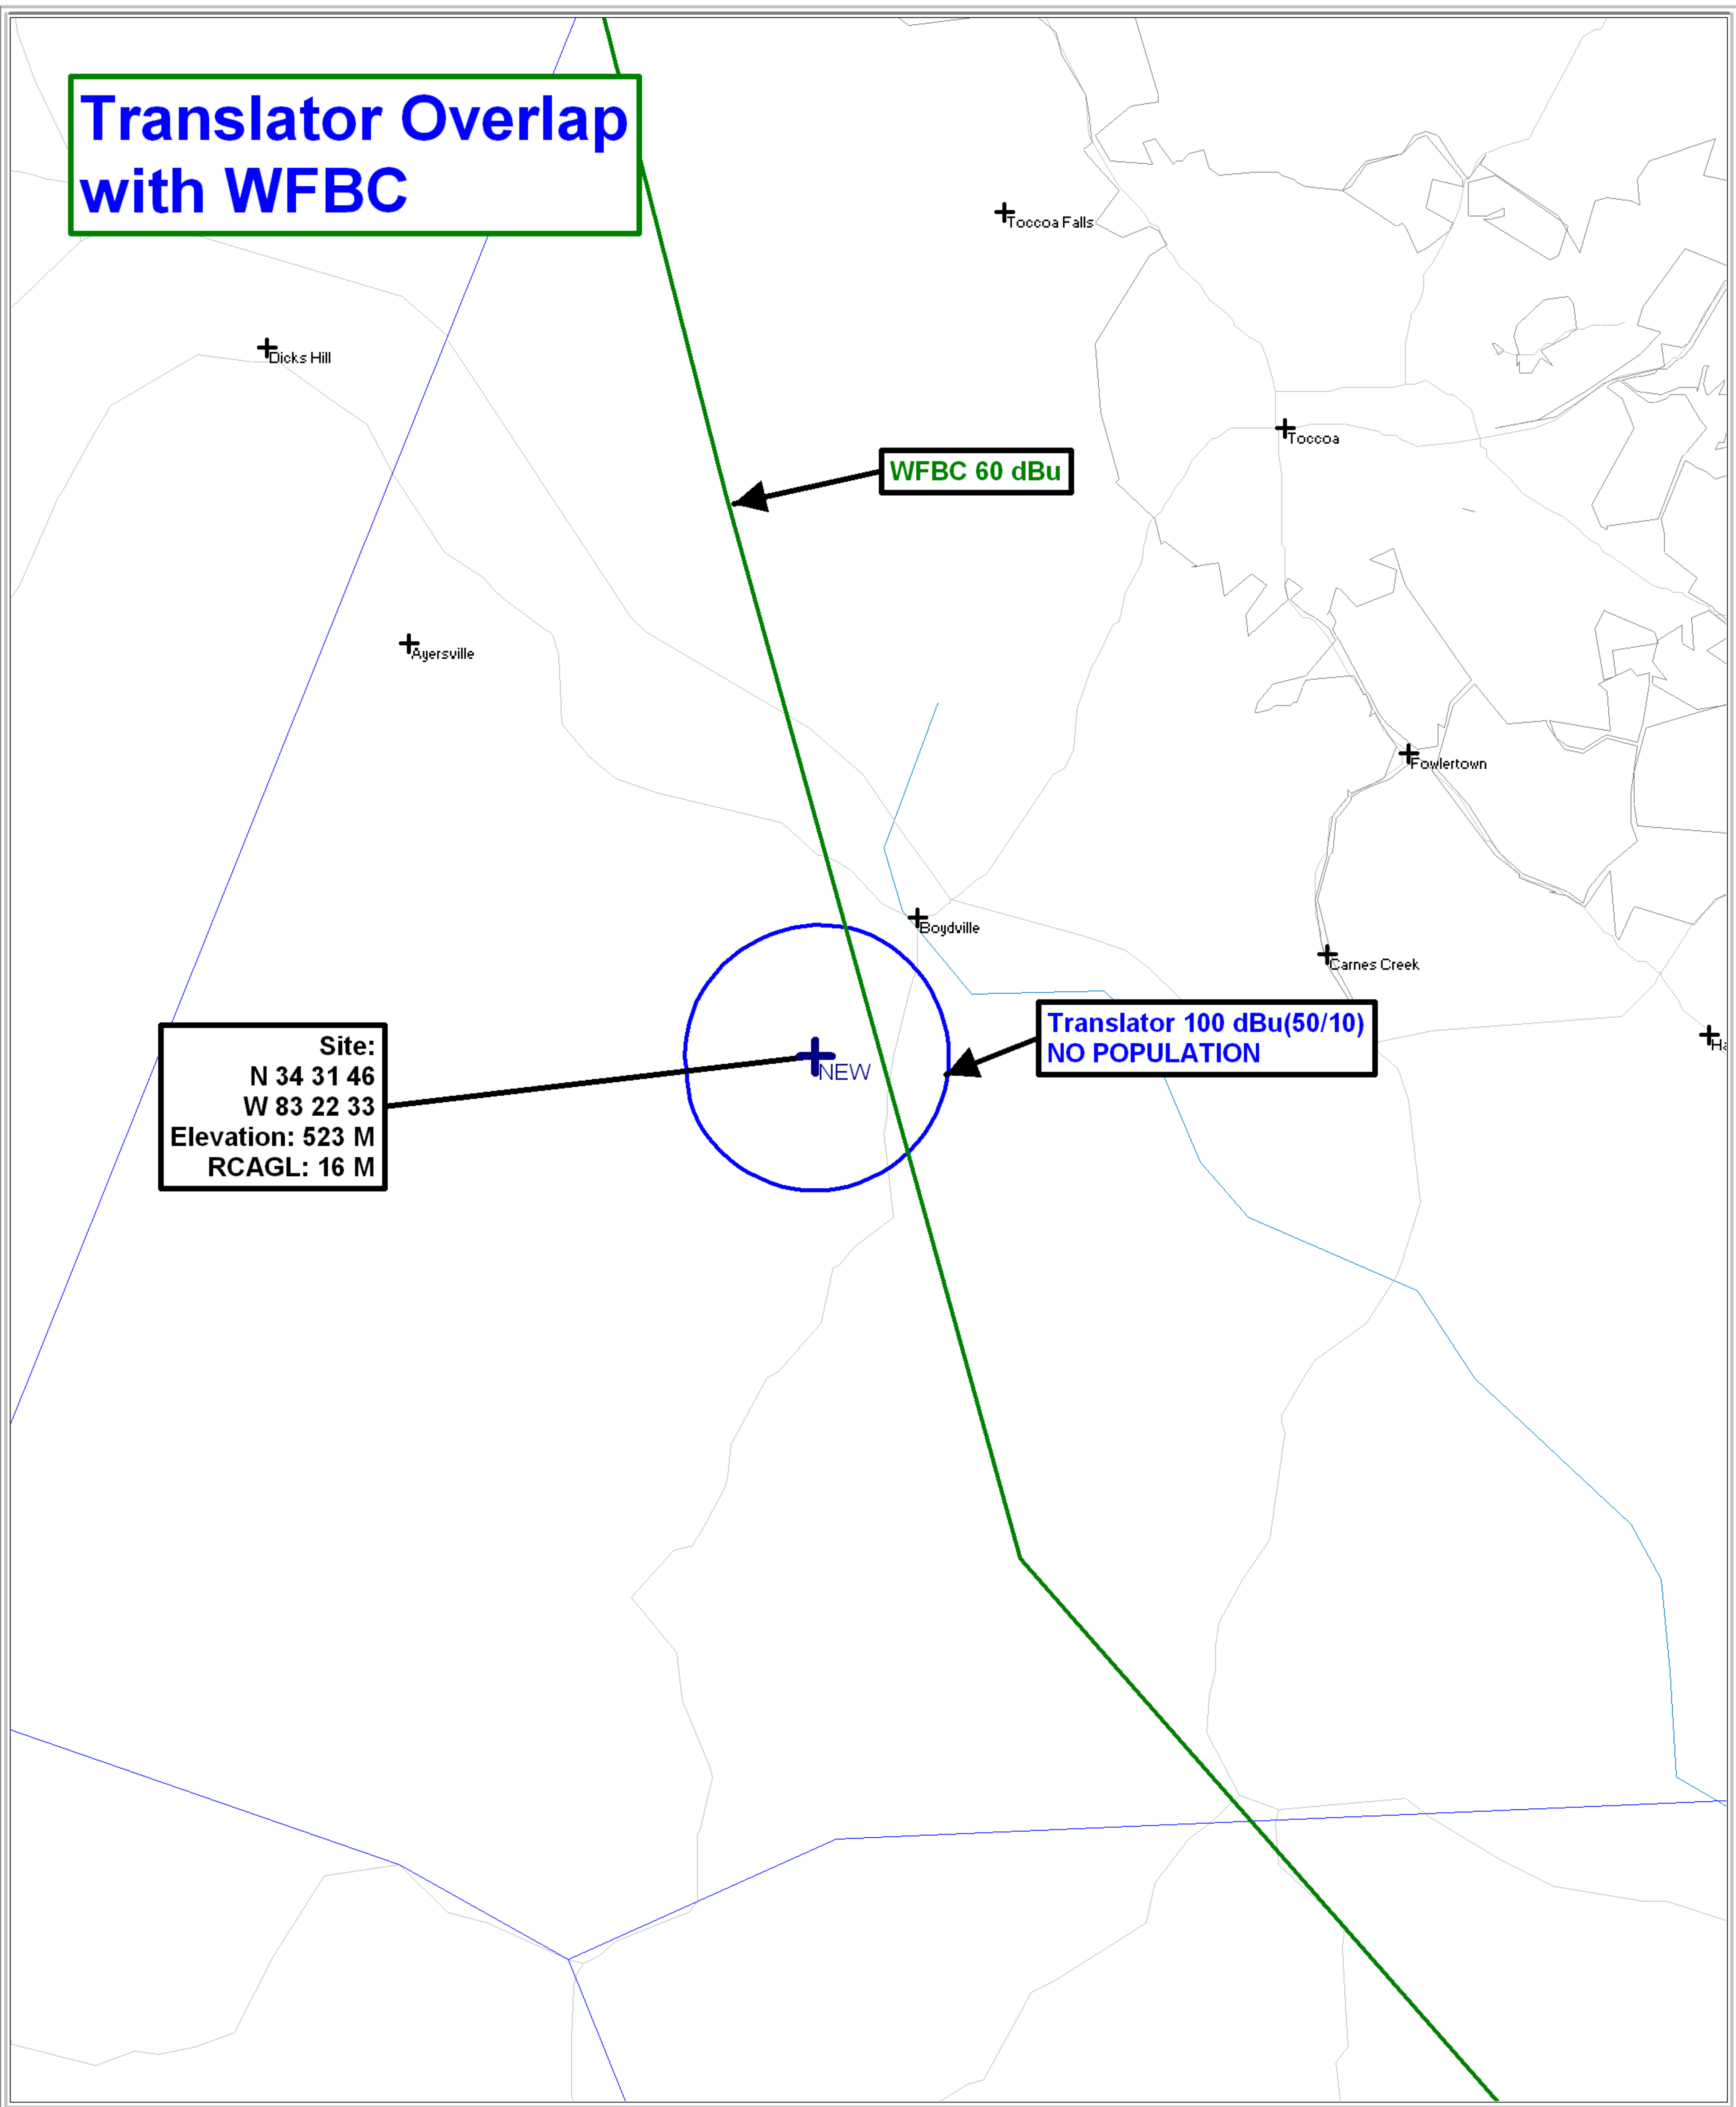 Translator Overlap
with WFBC
Toccoa Falls
Dicks Hill
Toccoa
WFBC 60 dBu
Ayersville
Fowlertown
Boydville
Carnes Creek
Translator 100 dBu(50/10)
NO POPULATION
Site:
N 34 31 46
W 83 22 33
Elevation: 523 M
RCAGL: 16 M
NEW